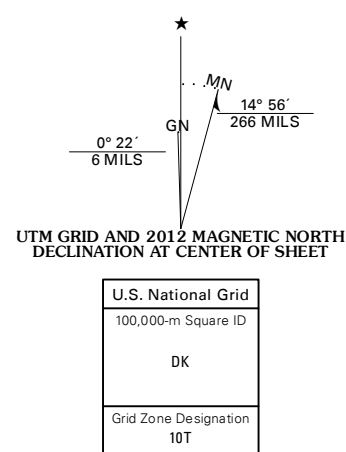 ★
MN
GN
14° 56´
266 MILS
0° 22´
6 MILS
UTM GRID AND 2012 MAGNETIC NORTH
DECLINATION AT CENTER OF SHEET
U.S. National Grid
100,000-m Square ID
DK
Grid Zone Designation
10T